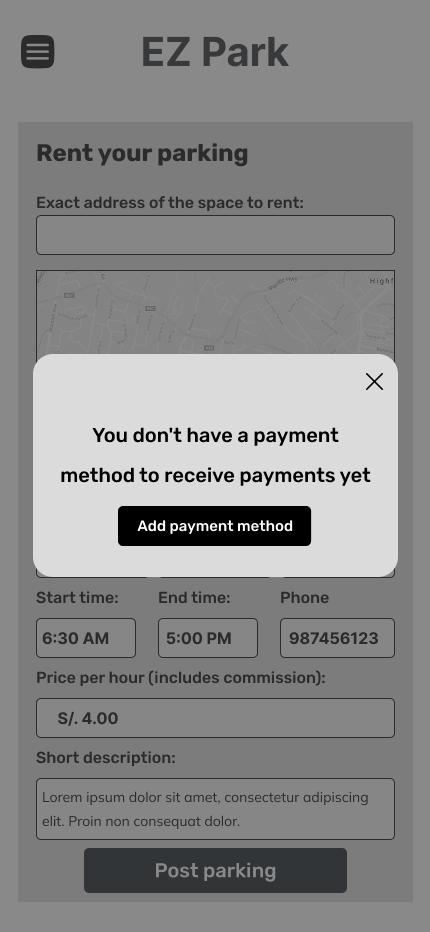 EZ Park
Rent your parking
Exact address of the space to rent:
Highf
You don't have a payment
method to receive payments yet
Add payment method
Start time: End time: Phone
6:30 AM 5:00 PM 987456123
Price per hour (includes commission):
S/. 4.00
Short description:
Lorem ipsum dolor sit amet, consectetur adipiscing
elit. Proin non consequat dolor.
Post parking